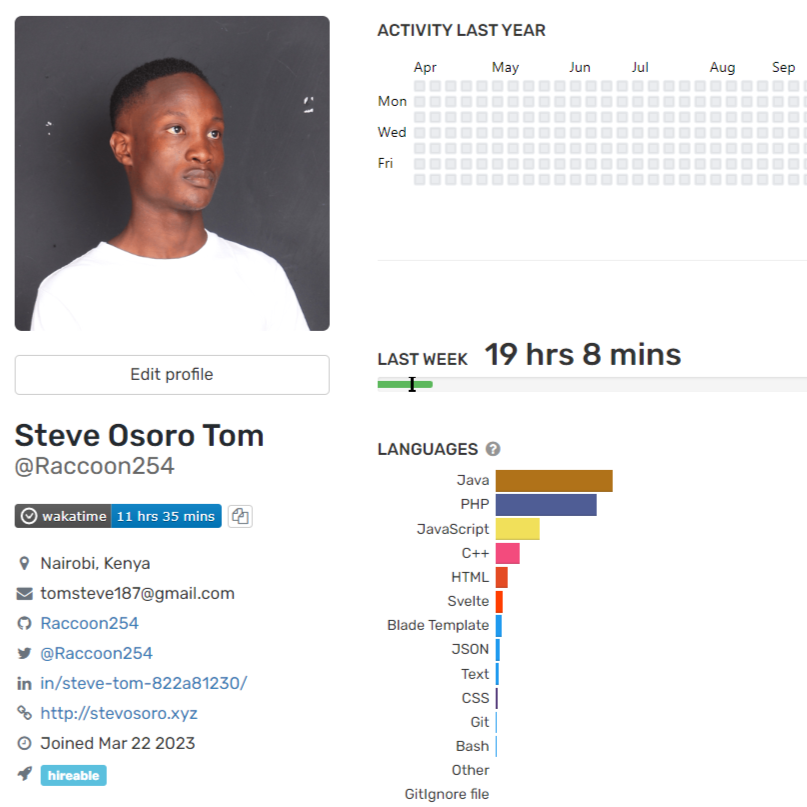 ACTIVITY LAST YEAR
Apr May Jun Jul Aug Sep
Mon
Wed
Fri
Edit profile
LAST WEEK 19 hrs 8 mins
Steve Osoro Tom
@Raccoon254
wakatime 11 hrs 35 mins
Nairobi, Kenya
tomsteve187@gmail.com
Raccoon254
@Raccoon254
in/steve-tom-822a81230/
http://stevosoro.xyz
Joined Mar 22 2023
hireable
LANGUAGES ?
Java
PHP
JavaScript
C++
HTML
Svelte
Blade Template
JSON
Text
CSS
Git
Bash
Other
GitIgnore file